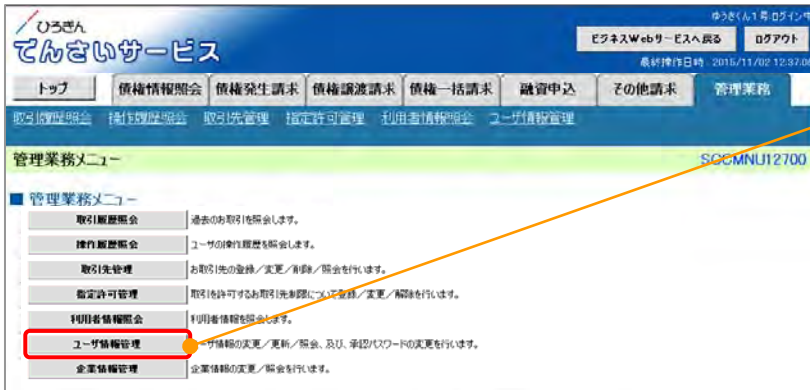 ひろぎん
でんさいサービス
ゆうきくん1号 ログイン中
ビジネスWebサービスへ戻る ログアウト
最終操作日時 2015/11/02 12:37:08
トップ 債権情報照会 債権発生請求 債権譲渡請求 債権一括請求 融資申込 その他請求 管理業務
取引履歴照会 操作履歴照会 取引先管理 指定許可管理 利用者情報照会 ユーザ情報管理
管理業務メニュー SCCMNU12700
■ 管理業務メニュー
取引履歴照会 過去のお取引を照会します。
操作履歴照会 ユーザの操作履歴を照会します。
取引先管理 お取引先の登録／変更／削除／照会を行います。
指定許可管理 取引を許可するお取引先制限について登録／変更／解除を行います。
利用者情報照会 利用者情報を照会します。
ユーザ情報管理 ーザ情報の変更／更新／照会、及び、承認パスワードの変更を行います。
企業情報管理 企業情報の変更／照会を行います。